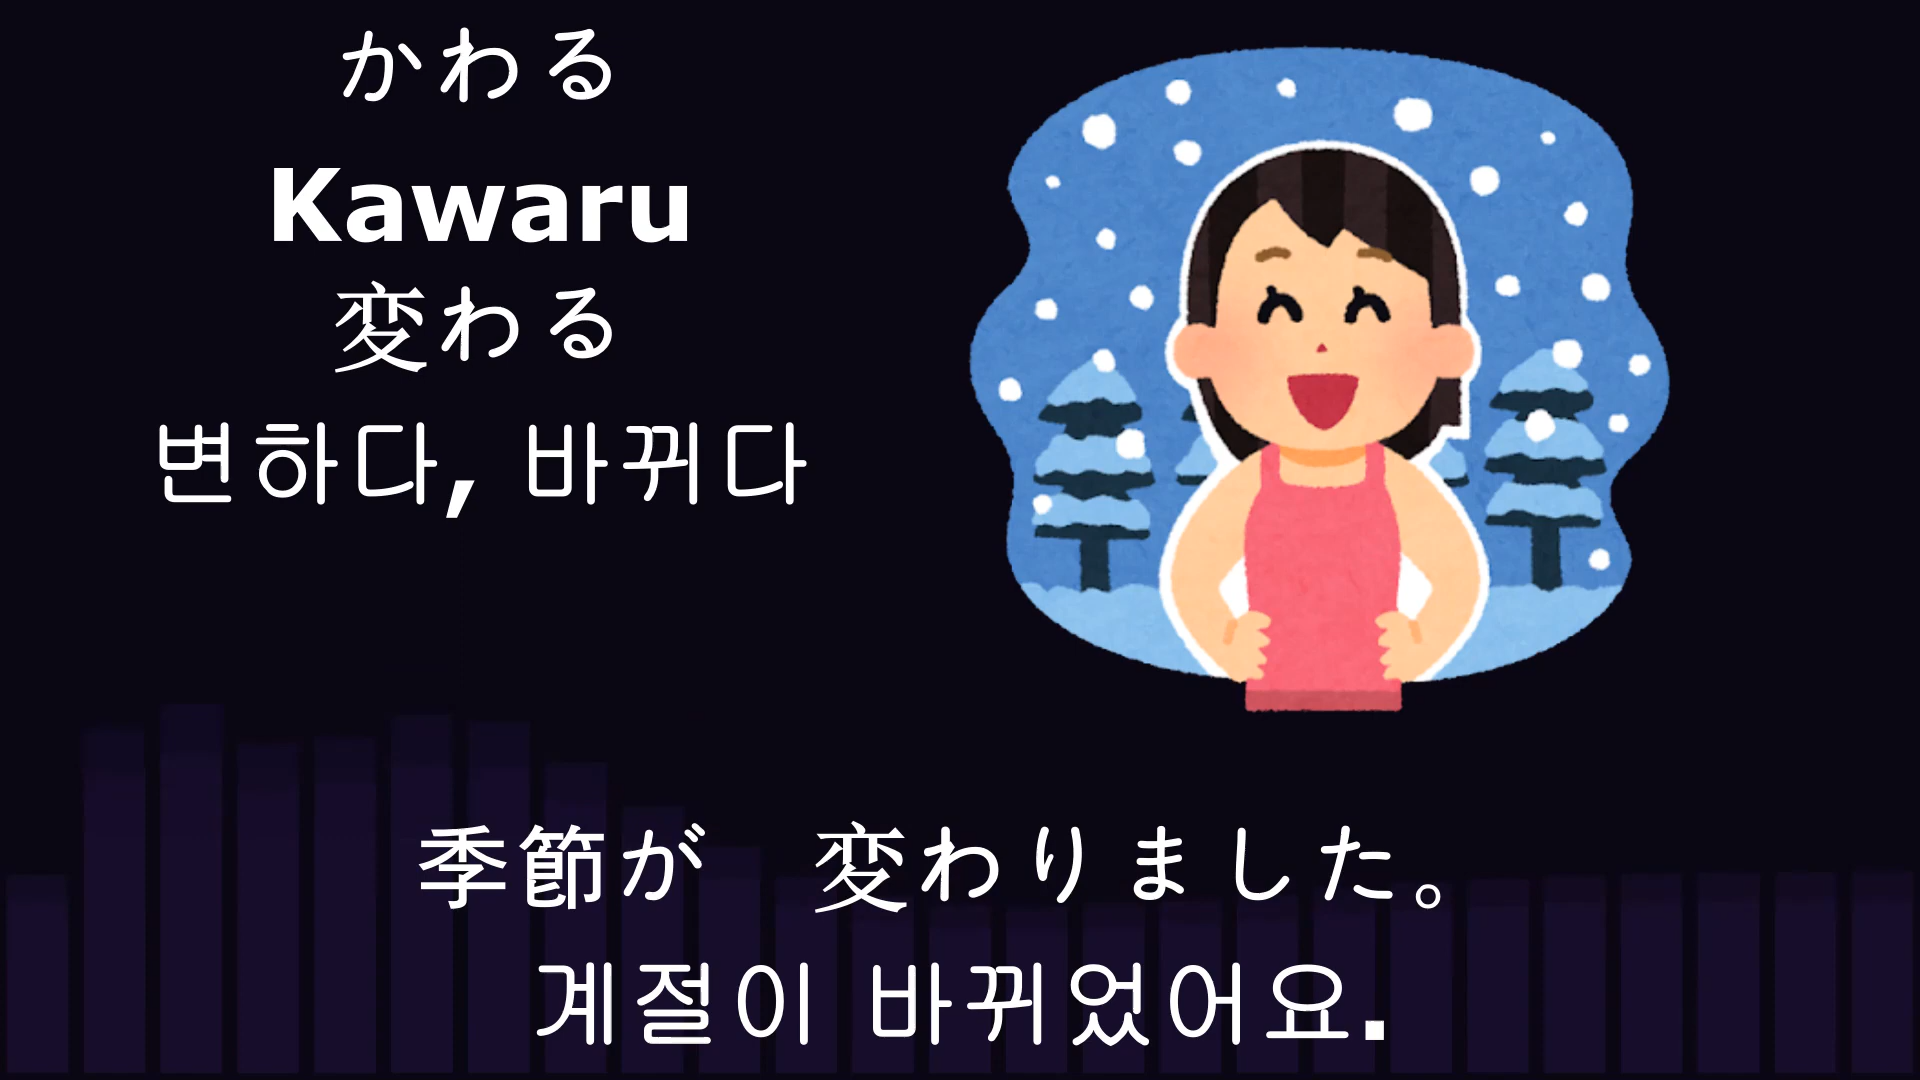 かわる
Kawaru
変わる
변하다, 바뀌다
季節が　変わりました。
계절이 바뀌었어요.